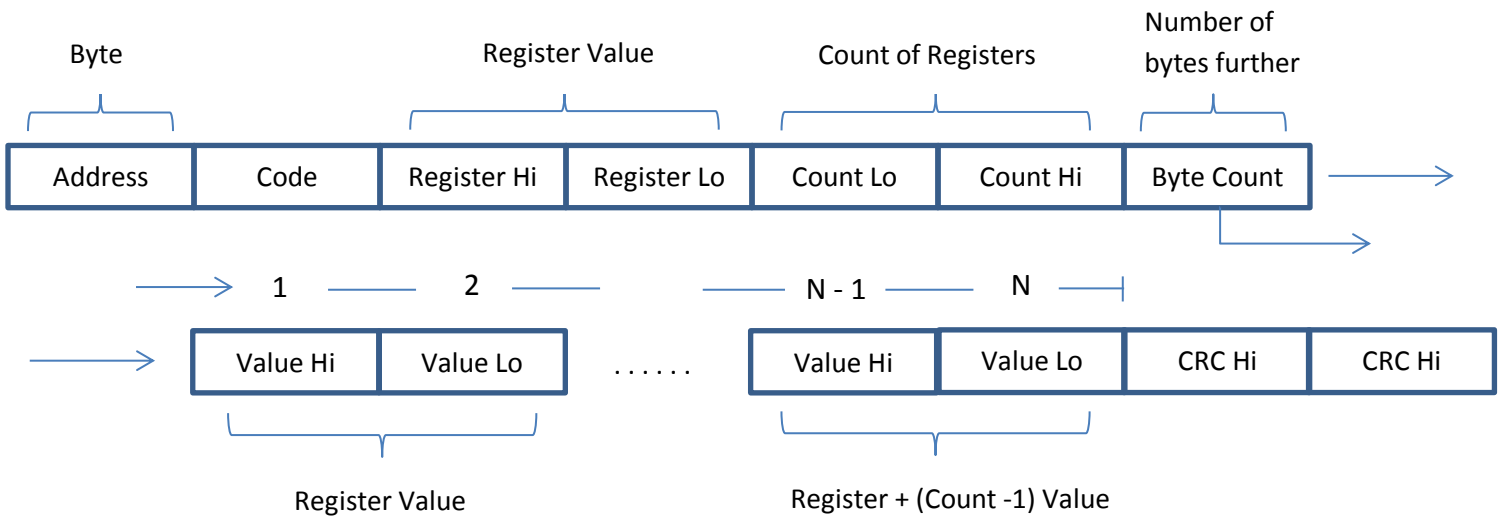 Number of
bytes further
Byte Register Value Count of Registers
Address Code Register Hi Register Lo Count Lo Count Hi Byte Count
1 2 N - 1 N
Value Hi Value Lo . . . . . . Value Hi Value Lo CRC Hi CRC Hi
Register Value Register + (Count -1) Value